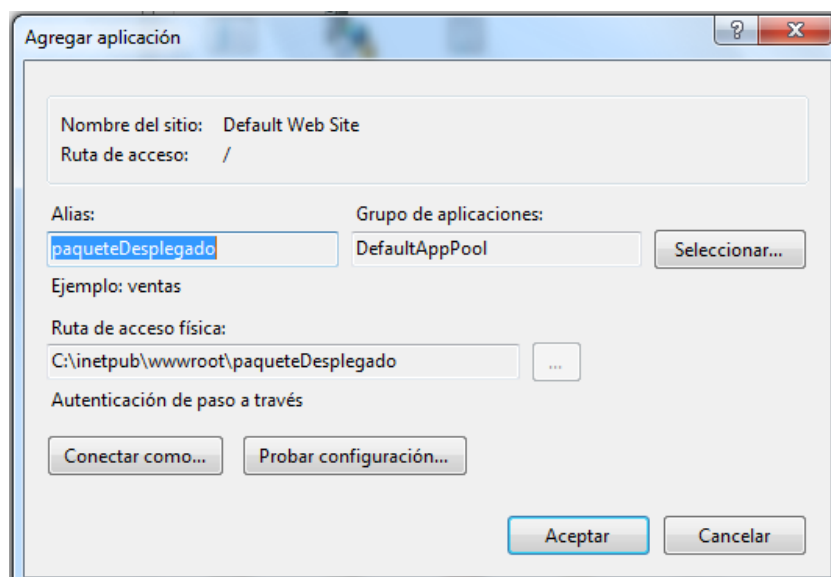 Agregar aplicación
Nombre del sitio: Default Web Site
Ruta de acceso: /
Alias: Grupo de aplicaciones:
paqueteDesplegado DefaultAppPool Seleccionar...
Ejemplo: ventas
Ruta de acceso física:
C:\inetpub\wwwroot\paqueteDesplegado ...
Autenticación de paso a través
Conectar como... Probar configuración...
Aceptar Cancelar